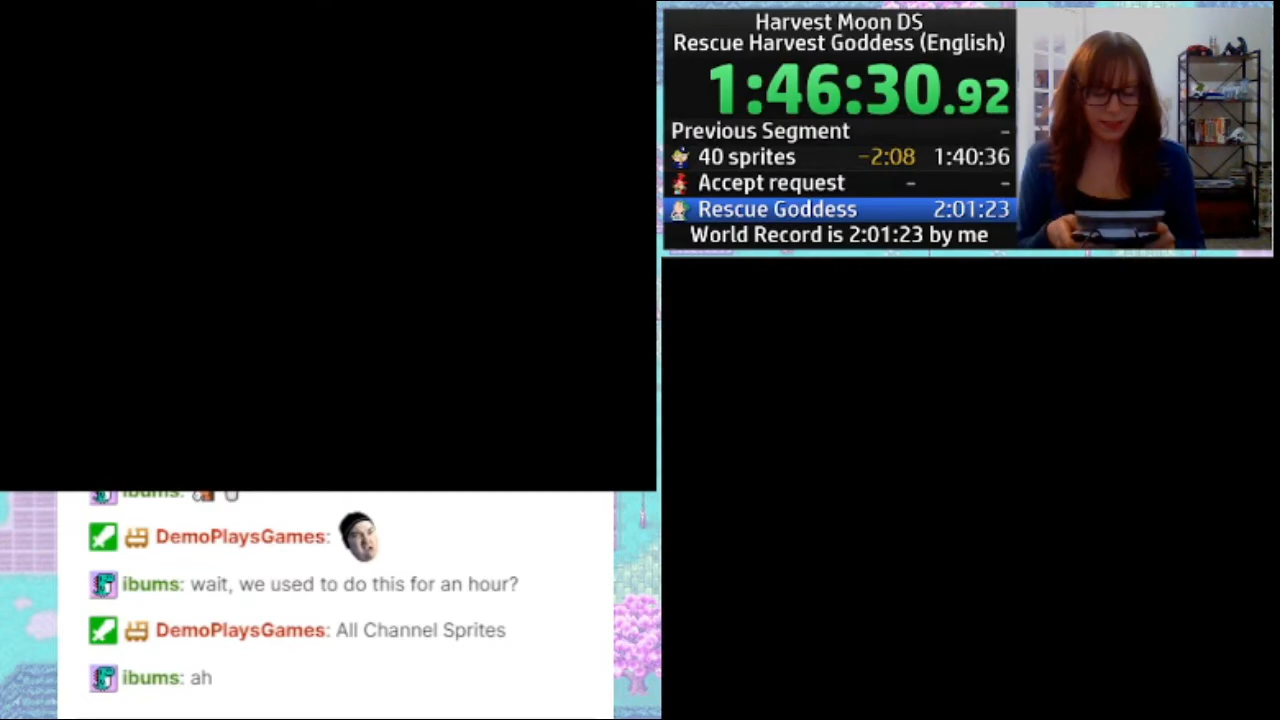 Harvest Moon DS
Rescue Harvest Goddess (English)
1:46:30.92
Previous Segment -
40 sprites -2:08 1:40:36
Accept request - -
Rescue Goddess 2:01:23
World Record is 2:01:23 by me
ibums:
DemoPlaysGames:
ibums: wait, we used to do this for an hour?
DemoPlaysGames: All Channel Sprites
ibums: ah